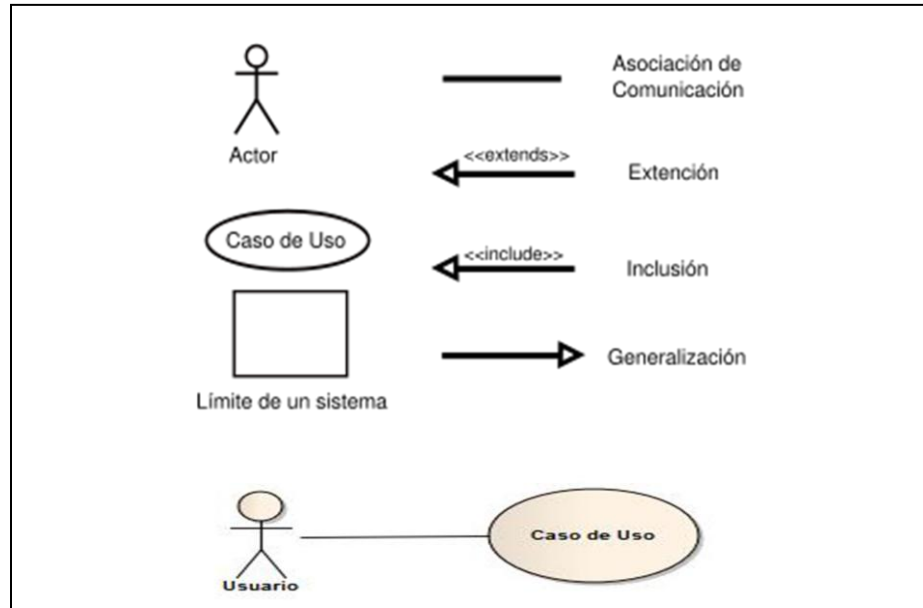 Actor
Asociación de
Comunicación
<<extends>>
Extención
Caso de Uso
<<include>>
Inclusión
Límite de un sistema
Generalización
Usuario
Caso de Uso